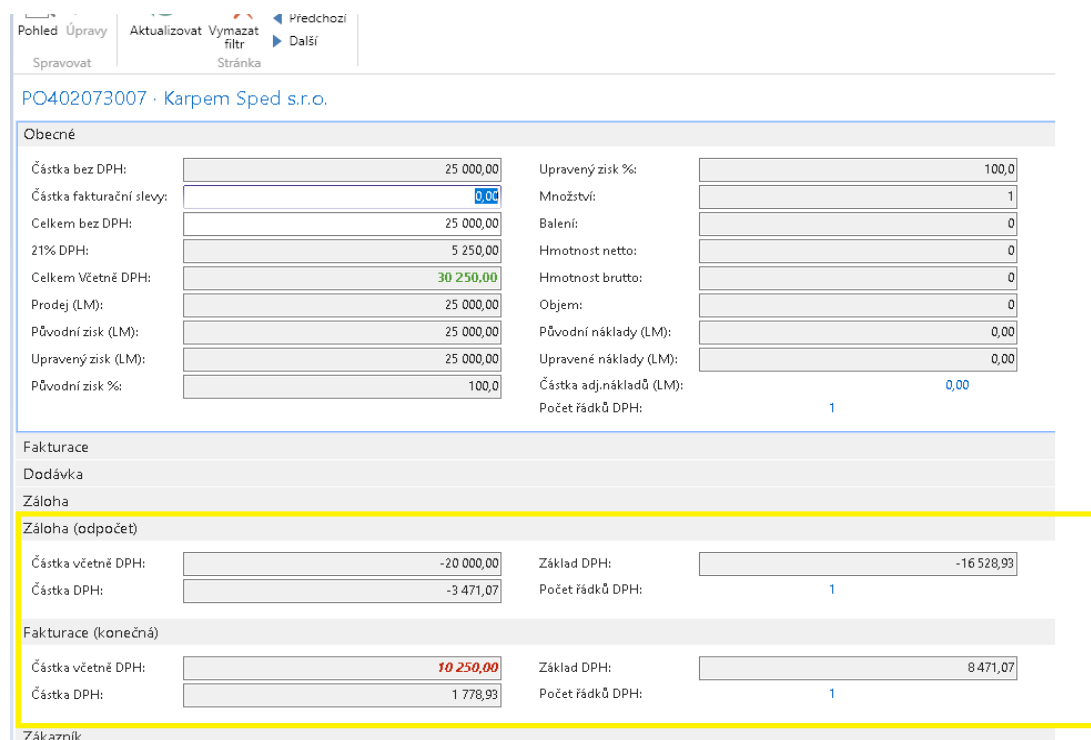 Předchozí
Pohled Úpravy Aktualizovat Vymazat filtr Další
Spravovat Stránka
PO402073007 · Karpem Sped s.r.o.
Obecné
Částka bez DPH: 25 000,00 Upravený zisk %: 100,0
Částka fakturační slevy: 0,00 Množství: 1
Celkem bez DPH: 25 000,00 Balení: 0
21% DPH: 5 250,00 Hmotnost netto: 0
Celkem Včetně DPH: 30 250,00 Hmotnost brutto: 0
Prodej (LM): 25 000,00 Objem: 0
Původní zisk (LM): 25 000,00 Původní náklady (LM): 0,00
Upravený zisk (LM): 25 000,00 Upravené náklady (LM): 0,00
Původní zisk %: 100,0 Částka adj.nákladů (LM): 0,00
Počet řádků DPH: 1
Fakturace
Dodávka
Záloha
Záloha (odpočet)
Částka včetně DPH: -20 000,00 Základ DPH: -16 528,93
Částka DPH: -3 471,07 Počet řádků DPH: 1
Fakturace (konečná)
Částka včetně DPH: 10 250,00 Základ DPH: 8 471,07
Částka DPH: 1 778,93 Počet řádků DPH: 1
Zákazník